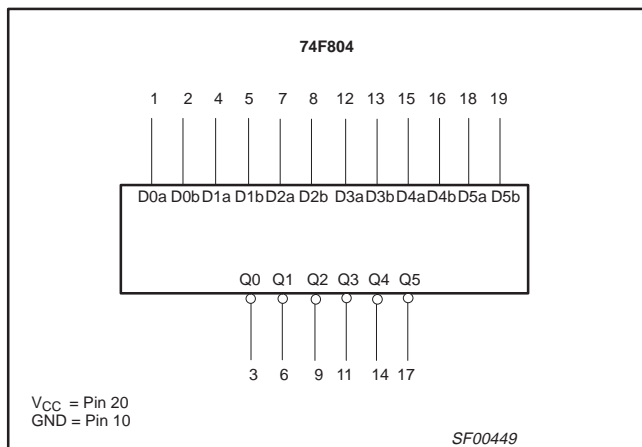 74F804
1 2 4 5 7 8 12 13 15 16 18 19
D0a D0b D1a D1b D2a D2b D3a D3b D4a D4b D5a D5b
Q0 Q1 Q2 Q3 Q4 Q5
3 6 9 11 14 17
VCC = Pin 20
GND = Pin 10
SF00449